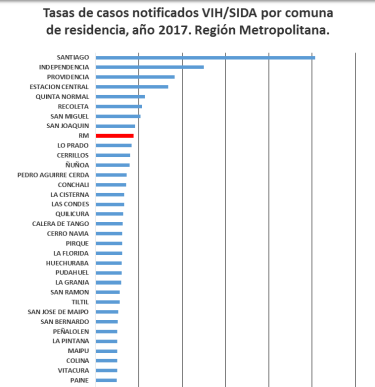 Tasas de casos notificados VIH/SIDA por comuna
de residencia, año 2017. Región Metropolitana.
SANTIAGO
INDEPENDENCIA
PROVIDENCIA
ESTACION CENTRAL
QUINTA NORMAL
RECOLETA
SAN MIGUEL
SAN JOAQUIN
RM
LO PRADO
CERRILLOS
ÑUÑOA
PEDRO AGUIRRE CERDA
CONCHALI
LA CISTERNA
LAS CONDES
QUILICURA
CALERA DE TANGO
CERRO NAVIA
PIRQUE
LA FLORIDA
HUECHURABA
PUDAHUEL
LA GRANJA
SAN RAMON
TILTIL
SAN JOSE DE MAIPO
SAN BERNARDO
PEÑALOLEN
LA PINTANA
MAIPU
COLINA
VITACURA
PAINE